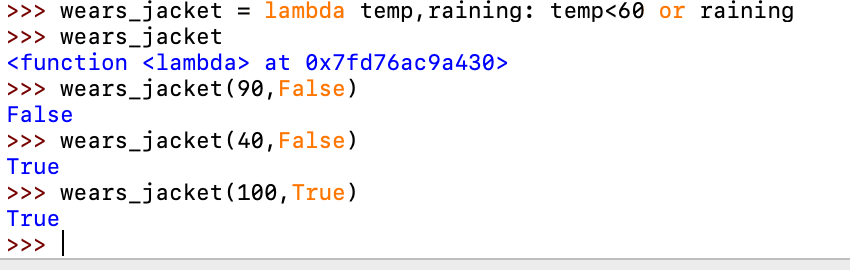 >>> wears_jacket = lambda temp,raining: temp<60 or raining
>>> wears_jacket
<function <lambda> at 0x7fd76ac9a430>
>>> wears_jacket(90,False)
False
>>> wears_jacket(40,False)
True
>>> wears_jacket(100,True)
True
>>>